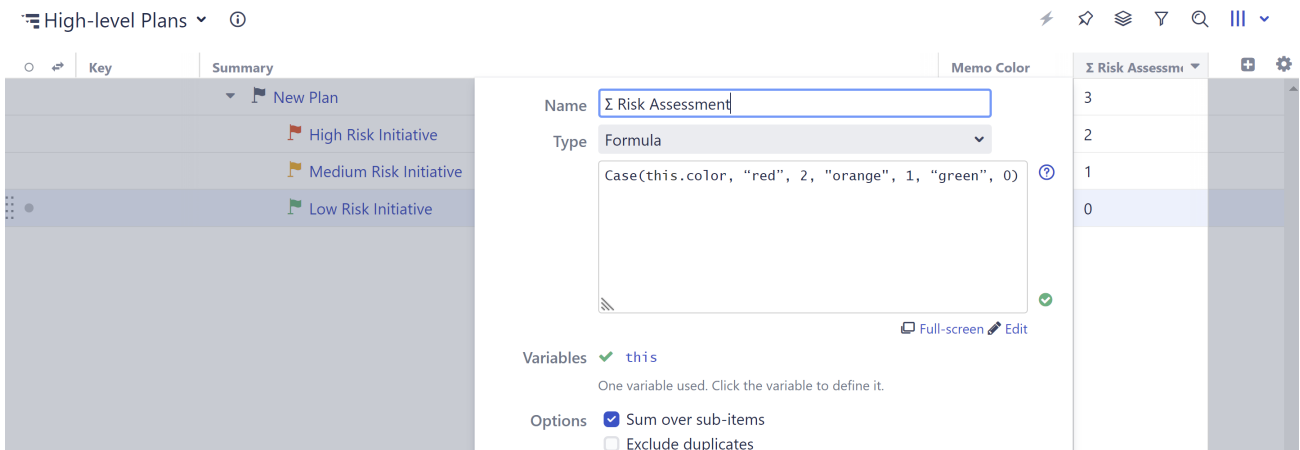 High-level Plans
Key Summary Memo Color Σ Risk Assessm
New Plan 3
High Risk Initiative 2
Medium Risk Initiative 1
Low Risk Initiative 0
Name Σ Risk Assessment
Type Formula
Case(this.color, “red”, 2, "orange", 1, “green”, 0)
Full-screen Edit
Variables this
One variable used. Click the variable to define it.
Options Sum over sub-items
Exclude duplicates